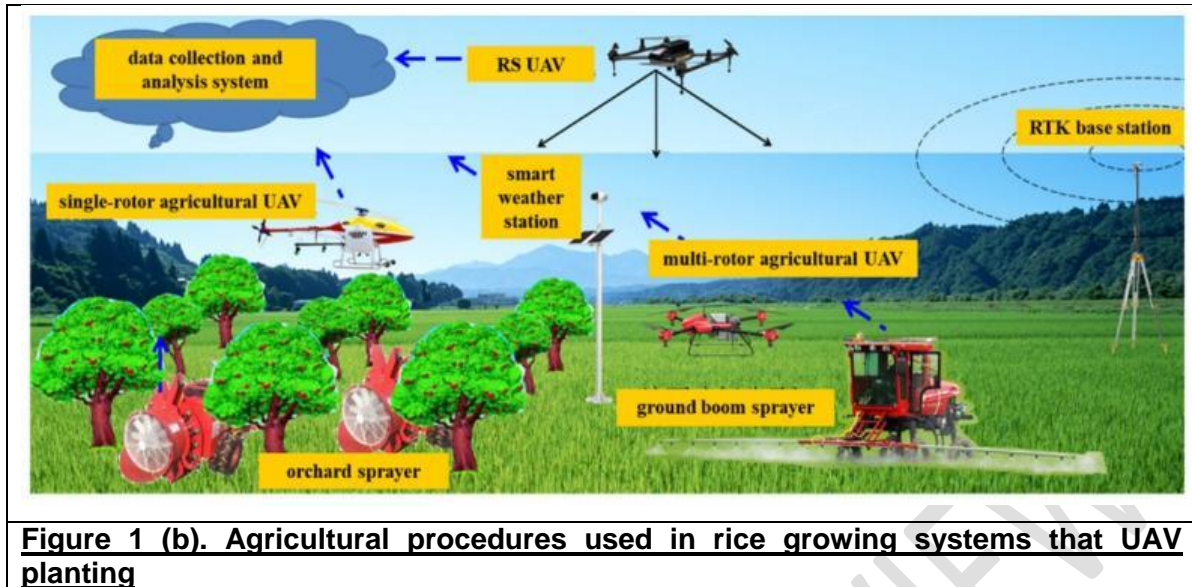 data collection and
analysis system
RS UAV
RTK base station
single-rotor agricultural UAV
smart
weather
station
multi-rotor agricultural UAV
ground boom sprayer
orchard sprayer
Figure 1 (b). Agricultural procedures used in rice growing systems that UAV
planting